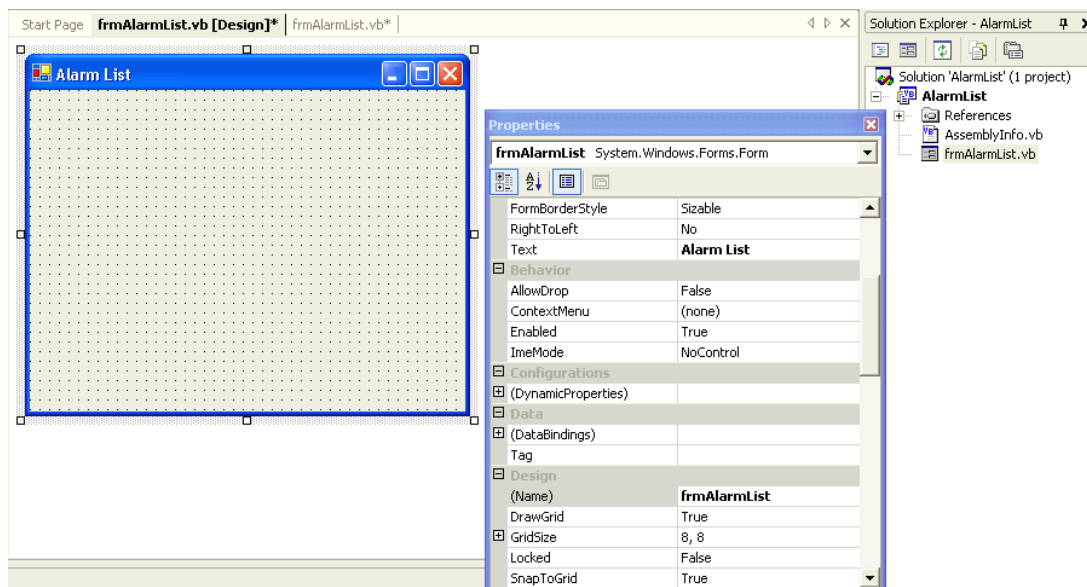 Start Page frmAlarmList.vb [Design]* frmAlarmList.vb*
Alarm List
Properties
frmAlarmList System.Windows.Forms.Form
FormBorderStyle Sizable
RightToLeft No
Text Alarm List
Behavior
AllowDrop False
ContextMenu (none)
Enabled True
ImeMode NoControl
Configurations
(DynamicProperties)
Data
(DataBindings)
Tag
Design
(Name) frmAlarmList
DrawGrid True
GridSize 8, 8
Locked False
SnapToGrid True
Solution Explorer - AlarmList
Solution 'AlarmList' (1 project)
AlarmList
References
AssemblyInfo.vb
frmAlarmList.vb